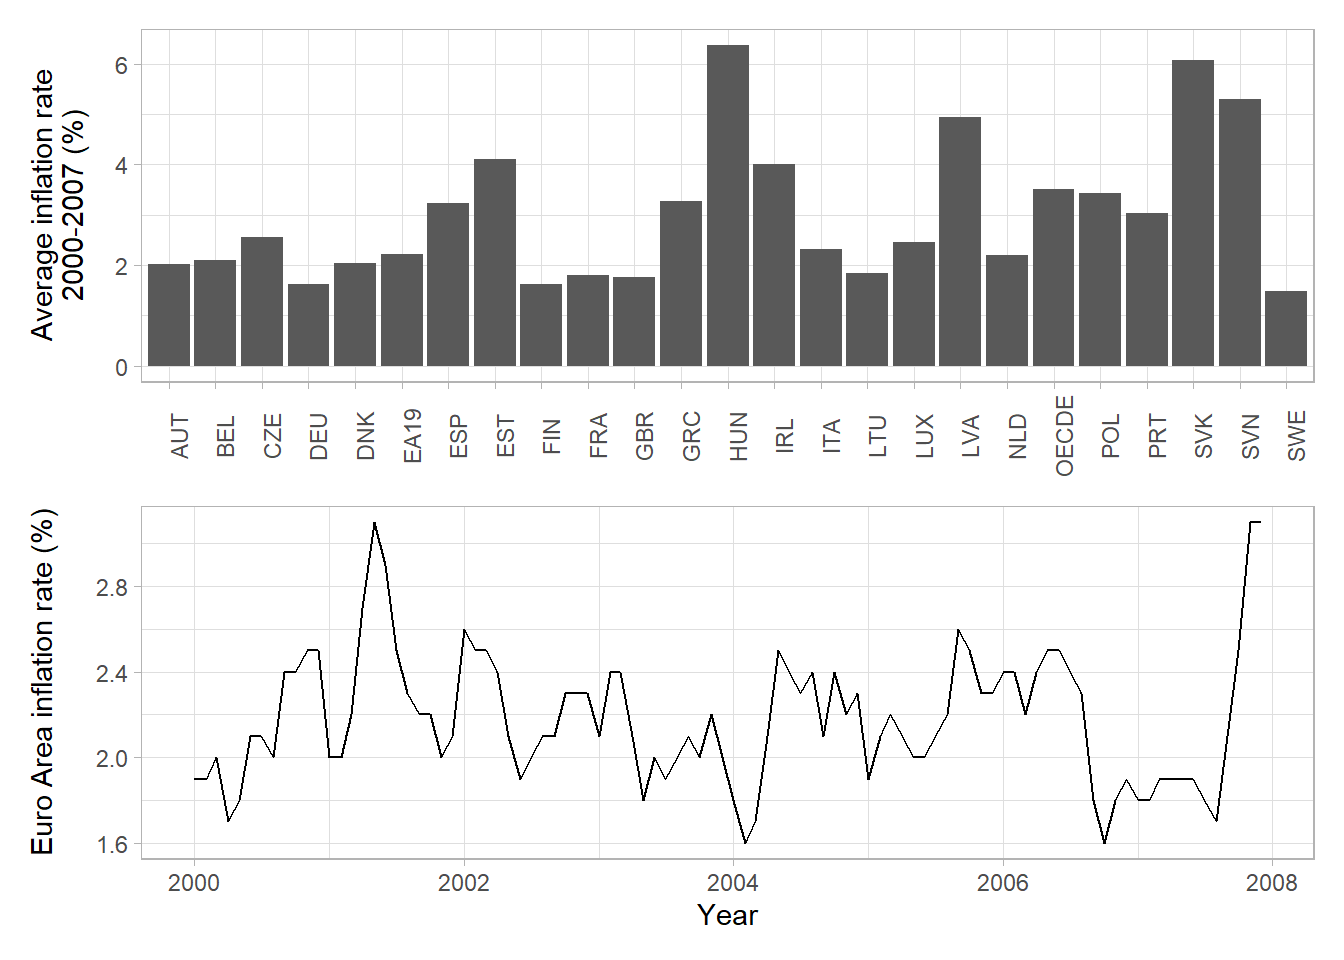 Average inflation rate
2000-2007 (%)
6
4
2
0
AUT
BEL
CZE
DEU
DNK
EA19
ESP
EST
FIN
FRA
GBR
GRC
HUN
IRL
ITA
LTU
LUX
LVA
NLD
OECDE
POL
PRT
SVK
SVN
SWE
Euro Area inflation rate (%)
2.8
2.4
2.0
1.6
2000
2002
2004
2006
2008
Year